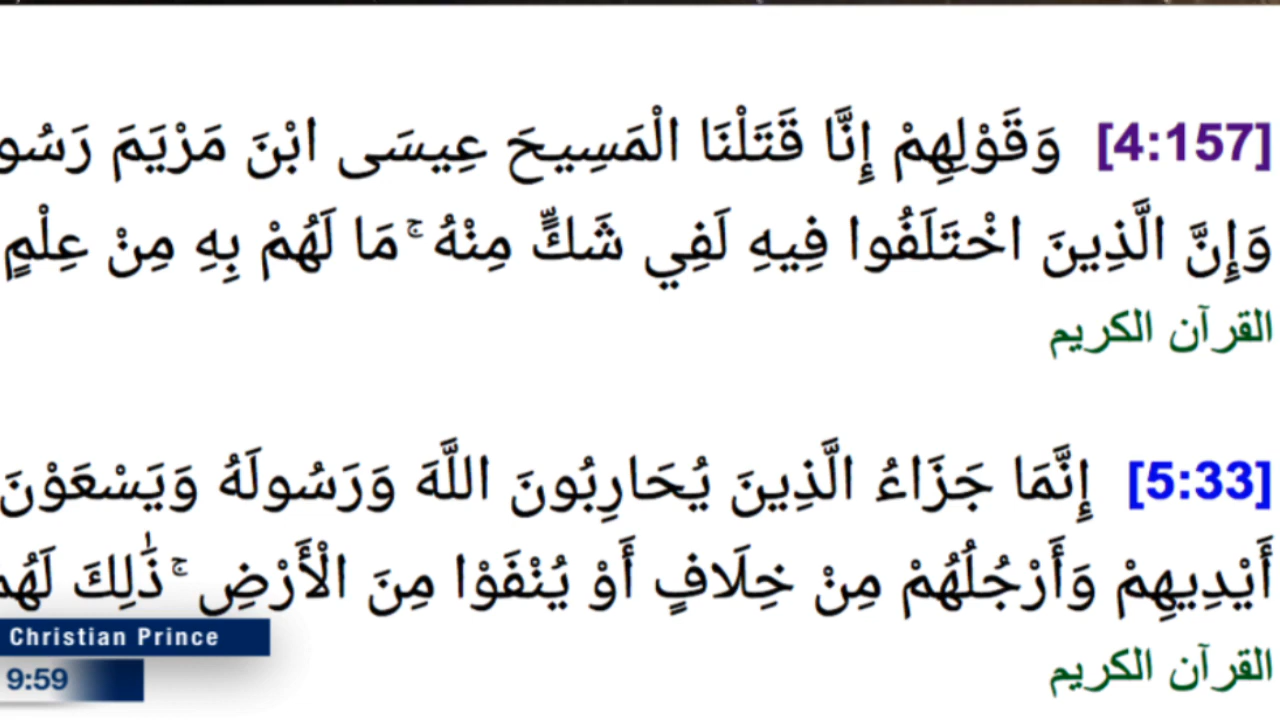 [4:157] وَقَوْلِهِمْ إِنَّا قَتَلْنَا الْمَسِيحَ عِيسَى ابْنَ مَرْيَمَ
وَإِنَّ الَّذِينَ اخْتَلَفُوا فِيهِ لَفِي شَكٍّ مِنْهُ ۚ مَا لَهُمْ بِهِ مِنْ عِلْمٍ
القرآن الكريم
[5:33] إِنَّمَا جَزَاءُ الَّذِينَ يُحَارِبُونَ اللَّهَ وَرَسُولَهُ وَيَسْعَوْنَ
أَيْدِيهِمْ وَأَرْجُلُهُمْ مِنْ خِلَافٍ أَوْ يُنْفَوْا مِنَ الْأَرْضِ ۚ ذَٰلِكَ
Christian Prince
القرآن الكريم
9:59